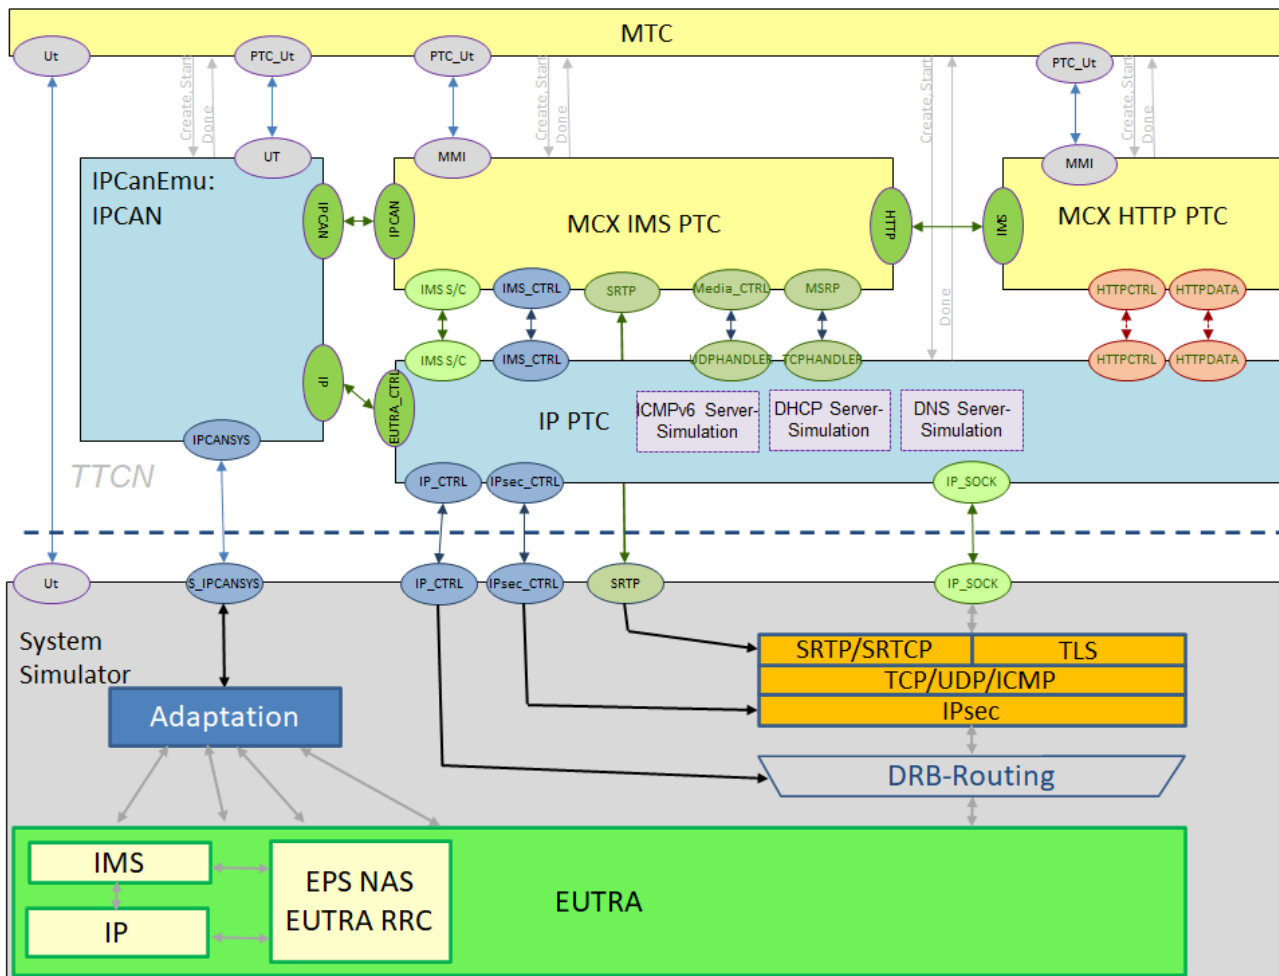 MTC
Ut
PTC_Ut
PTC_Ut
PTC_Ut
Create, Start
Done
Create, Start
Done
Create, Start
Done
Create, Start
Done
UT
MMI
MMI
IPCanEmu:
IPCAN
IPCAN
IPCAN
MCX IMS PTC
HTTP
IMS
MCX HTTP PTC
IMS S/C
IMS_CTRL
SRTP
Media_CTRL
MSRP
HTTPCTRL
HTTPDATA
IMS S/C
IMS_CTRL
UDPHANDLER
TCPHANDLER
HTTPCTRL
HTTPDATA
IP
EUTRA_CTRL
IP PTC
ICMPv6 Server-
Simulation
DHCP Server-
Simulation
DNS Server-
Simulation
IPCANSYS
TTCN
IP_CTRL
IPsec_CTRL
IP_SOCK
Ut
S_IPCANSYS
IP_CTRL
IPsec_CTRL
SRTP
IP_SOCK
System
Simulator
SRTP/SRTCP
TLS
TCP/UDP/ICMP
IPsec
Adaptation
DRB-Routing
IMS
IP
EPS NAS
EUTRA RRC
EUTRA